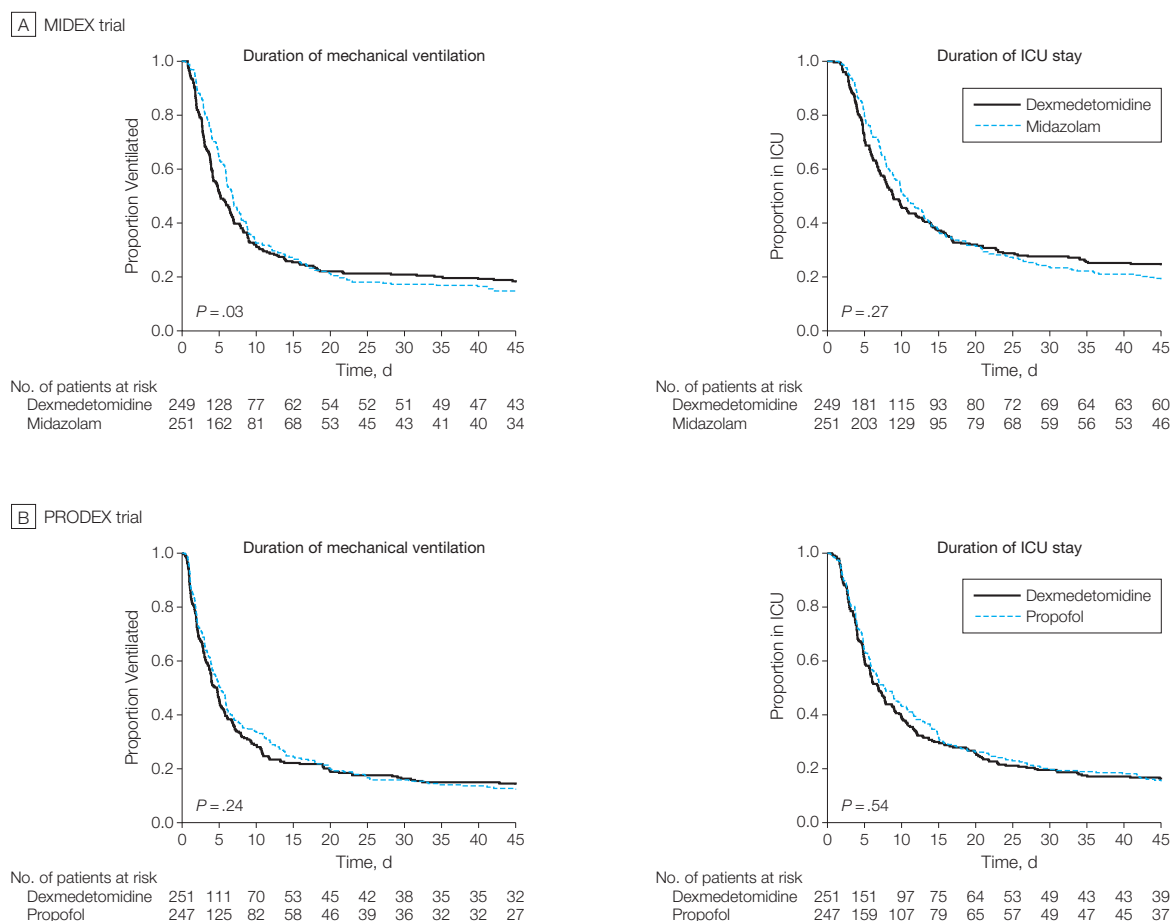 A MIDEX trial
Duration of mechanical ventilation
Proportion Ventilated
1.0
0.8
0.6
0.4
0.2
0.0
P = .03
0 5 10 15 20 25 30 35 40 45
Time, d
No. of patients at risk
Dexmedetomidine 249 128 77 62 54 52 51 49 47 43
Midazolam 251 162 81 68 53 45 43 41 40 34
Duration of ICU stay
Proportion in ICU
1.0
0.8
0.6
0.4
0.2
0.0
Dexmedetomidine
Midazolam
P = .27
0 5 10 15 20 25 30 35 40 45
Time, d
No. of patients at risk
Dexmedetomidine 249 181 115 93 80 72 69 64 63 60
Midazolam 251 203 129 95 79 68 59 56 53 46
B PRODEX trial
Duration of mechanical ventilation
Proportion Ventilated
1.0
0.8
0.6
0.4
0.2
0.0
P = .24
0 5 10 15 20 25 30 35 40 45
Time, d
No. of patients at risk
Dexmedetomidine 251 111 70 53 45 42 38 35 35 32
Propofol 247 125 82 58 46 39 36 32 32 27
Duration of ICU stay
Proportion in ICU
1.0
0.8
0.6
0.4
0.2
0.0
Dexmedetomidine
Propofol
P = .54
0 5 10 15 20 25 30 35 40 45
Time, d
No. of patients at risk
Dexmedetomidine 251 151 97 75 64 53 49 43 43 39
Propofol 247 159 107 79 65 57 49 47 45 37